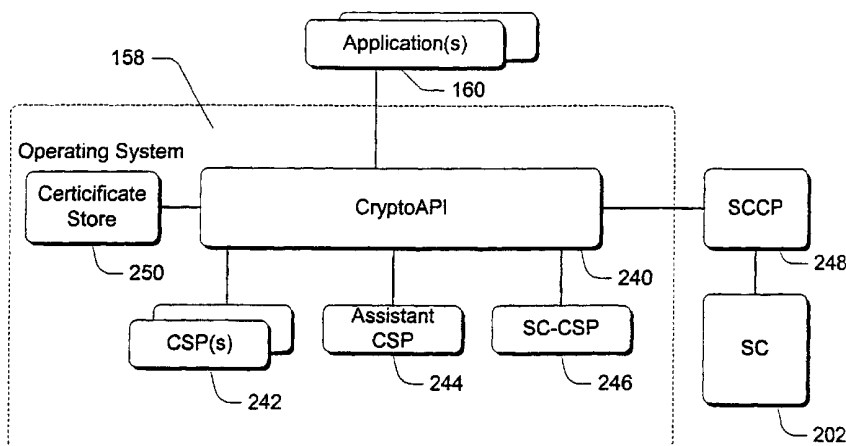 Application(s)
158
160
Operating System
Certicificate
Store
CryptoAPI
SCCP
250
240
248
CSP(s)
Assistant
CSP
SC-CSP
SC
242
244
246
202